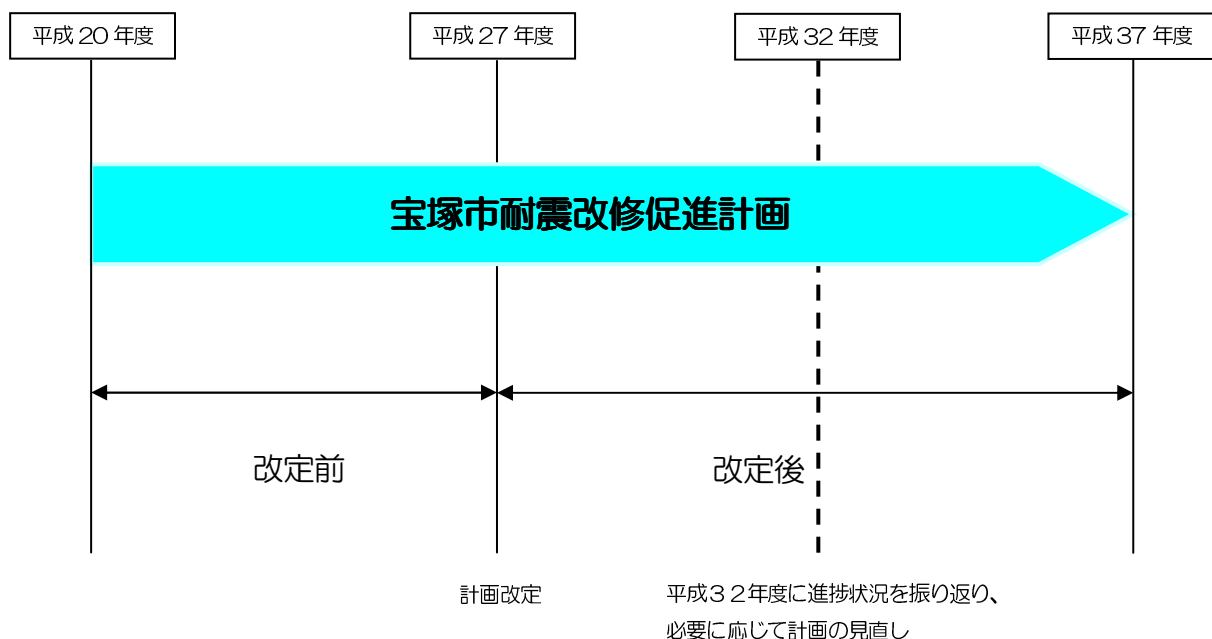 平成 20 年度
平成 27 年度
平成 32 年度
平成 37 年度
宝塚市耐震改修促進計画
改定前
改定後
計画改定
平成３２年度に進捗状況を振り返り、
必要に応じて計画の見直し